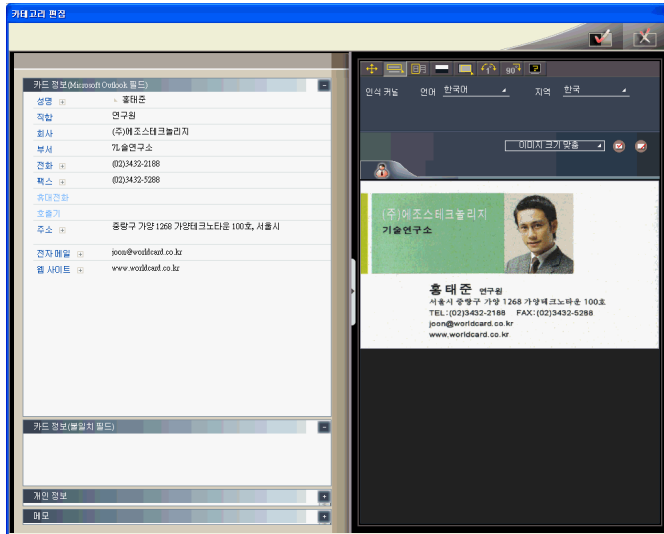 카테고리 편집
카드 정보(Microsoft Outlook 필드)
성명 홍태준
직함 연구원
회사 (주)에조스테크놀리지
부서 기술연구소
전화 (02)3432-2188
팩스 (02)3432-5288
휴대전화
호출기
주소 중랑구 가양 1268 가양테크노타운 100호, 서울시
전자 메일 joon@worldcard.co.kr
웹 사이트 www.worldcard.co.kr
카드 정보(불일치 필드)
개인 정보
메모
90
인식 커널 언어 한국어 지역 한국
이미지 크기 맞춤
(주)에조스테크놀리지
기술연구소
홍태준 연구원
서울시 중랑구 가양 1268 가양테크노타운 100호
TEL:(02)3432-2188 FAX:(02)3432-5288
joon@worldcard.co.kr
www.worldcard.co.kr